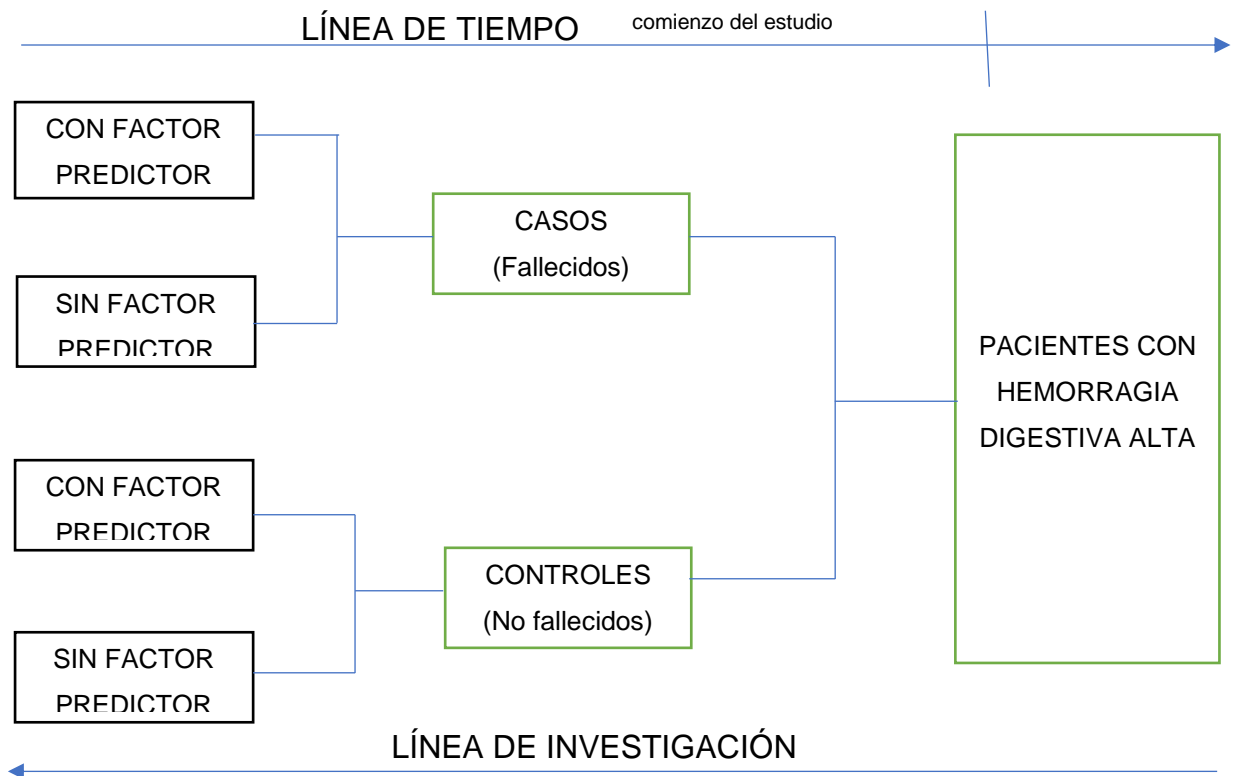 LÍNEA DE TIEMPO
comienzo del estudio
CON FACTOR
PREDICTOR
SIN FACTOR
PREDICTOR
CASOS
(Fallecidos)
PACIENTES CON
HEMORRAGIA
DIGESTIVA ALTA
CON FACTOR
PREDICTOR
SIN FACTOR
PREDICTOR
CONTROLES
(No fallecidos)
LÍNEA DE INVESTIGACIÓN